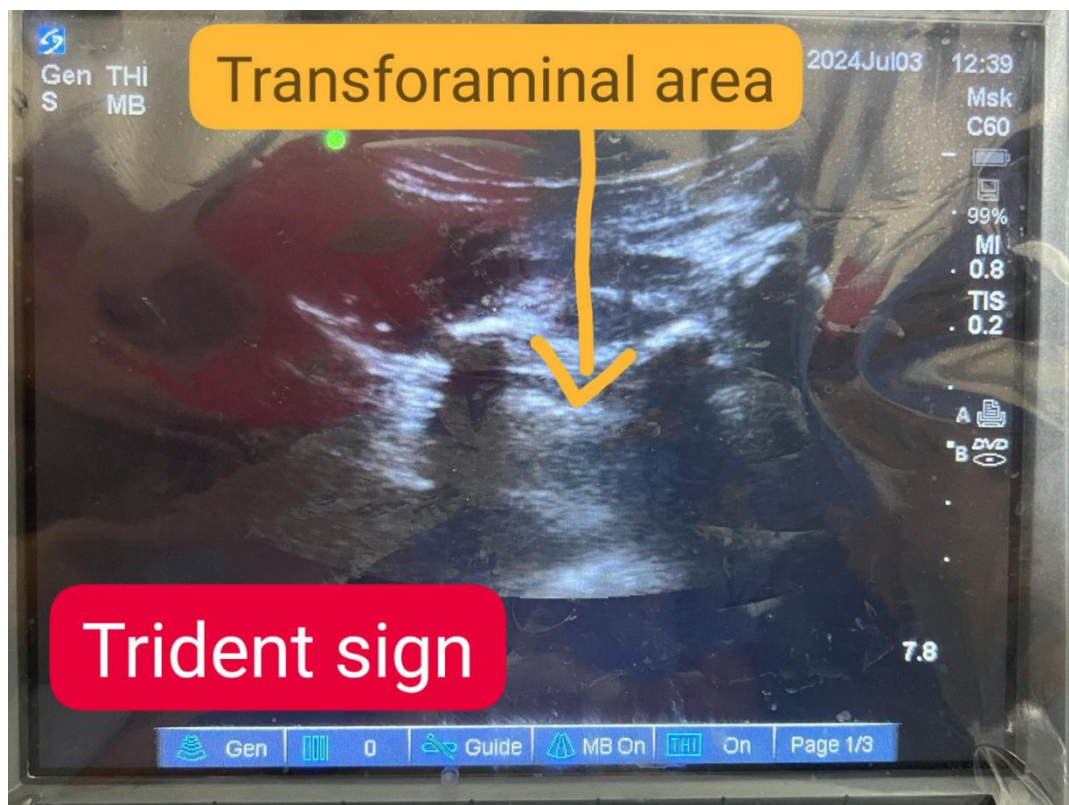 Transforaminal area
2024Jul03 12:39
Gen THI
S MB
Msk
C60
99%
MI
0.8
TIS
0.2
A
B DVD
Trident sign
7.8
Gen 0 Guide MB On THI On Page 1/3